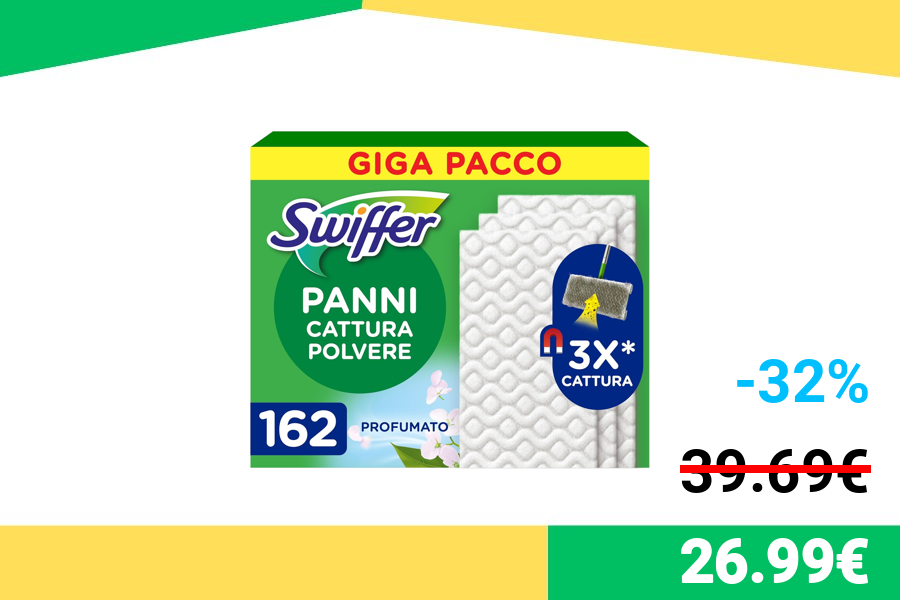 GIGA PACCO
Swiffer
PANNI
CATTURA
POLVERE
3X*
CATTURA
162
PROFUMATO
-32%
39.69€
26.99€